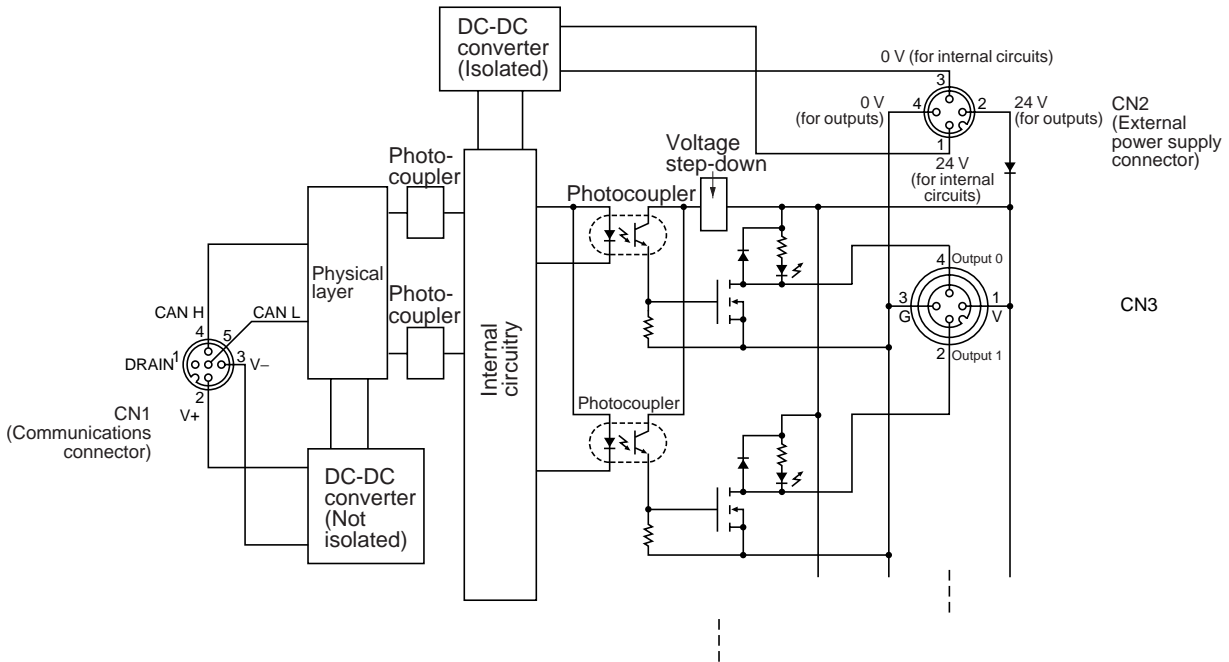 DC-DC
converter
(Isolated)
0 V (for internal circuits)
3
4
2
1
0 V
(for outputs)
24 V
(for outputs)
CN2
(External
power supply
connector)
24 V
(for internal
circuits)
Voltage
step-down
Photo-
coupler
Photocoupler
Physical
layer
Photo-
coupler
Internal
circuitry
CAN H
CAN L
4
5
DRAIN
1
3
V–
2
V+
CN1
(Communications
connector)
DC-DC
converter
(Not
isolated)
4
Output 0
3
G
1
V
2
Output 1
CN3
Photocoupler